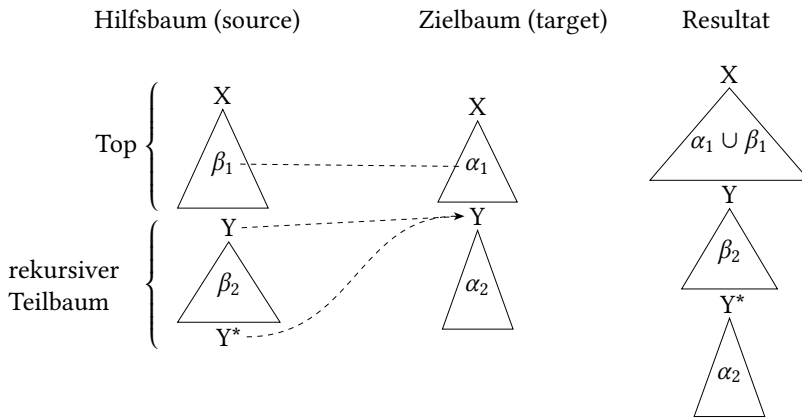 Hilfsbaum (source)
Zielbaum (target)
Resultat
Top
X
β1
X
α1
X
α1 ∪ β1
rekursiver
Teilbaum
Y
β2
Y*
Y
α2
Y
β2
Y*
α2